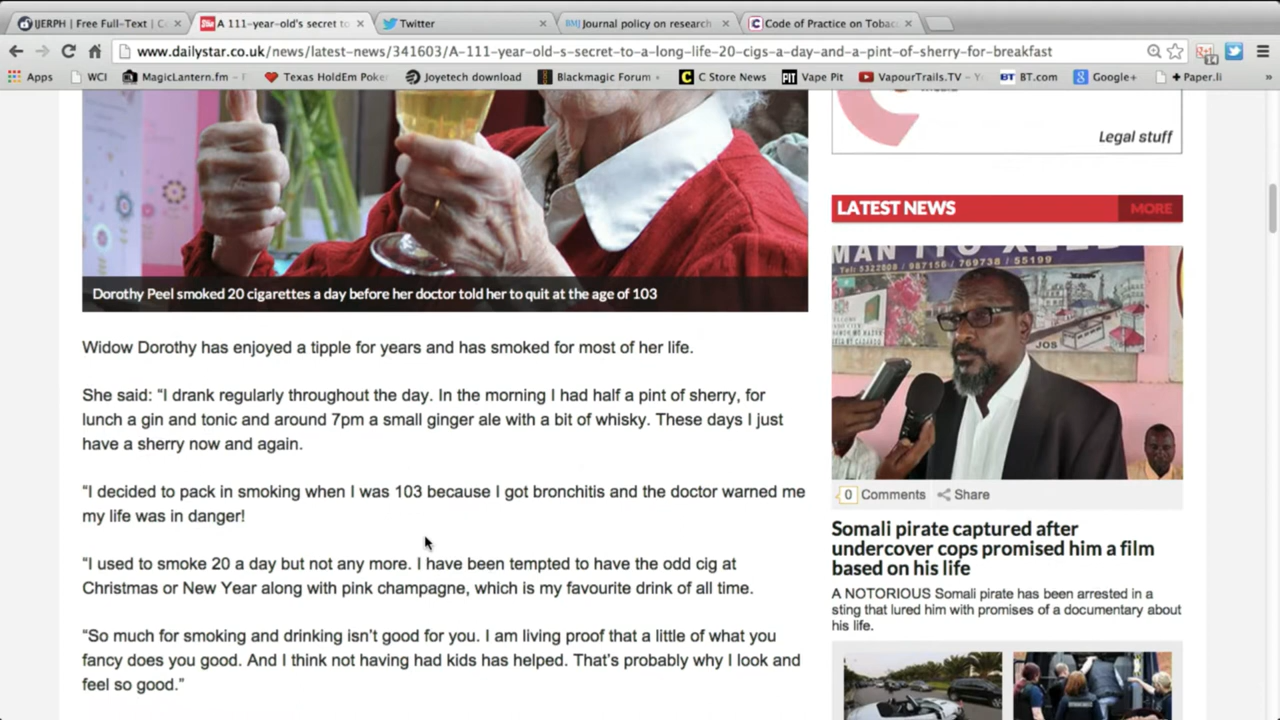 IJERPH | Free Full-Text | C
A 111-year-old's secret to
Twitter
BMJ Journal policy on research
Code of Practice on Tobac
www.dailystar.co.uk/news/latest-news/341603/A-111-year-old-s-secret-to-a-long-life-20-cigs-a-day-and-a-pint-of-sherry-for-breakfast
Apps WCI MagicLantern.fm – F Texas HoldEm Poke Joyetech download Blackmagic Forum • C Store News PIT Vape Pit VapourTrails.TV – BT BT.com Google+ + Paper.li »
Legal stuff
LATEST NEWS MORE
Tel: 5322008 / 987156 / 769738 / 55199
JOS
Dorothy Peel smoked 20 cigarettes a day before her doctor told her to quit at the age of 103
Widow Dorothy has enjoyed a tipple for years and has smoked for most of her life.
She said: “I drank regularly throughout the day. In the morning I had half a pint of sherry, for
lunch a gin and tonic and around 7pm a small ginger ale with a bit of whisky. These days I just
have a sherry now and again.
“I decided to pack in smoking when I was 103 because I got bronchitis and the doctor warned me
my life was in danger!
“I used to smoke 20 a day but not any more. I have been tempted to have the odd cig at
Christmas or New Year along with pink champagne, which is my favourite drink of all time.
“So much for smoking and drinking isn’t good for you. I am living proof that a little of what you
fancy does you good. And I think not having had kids has helped. That’s probably why I look and
feel so good.”
0 Comments Share
Somali pirate captured after
undercover cops promised him a film
based on his life
A NOTORIOUS Somali pirate has been arrested in a
sting that lured him with promises of a documentary about
his life.